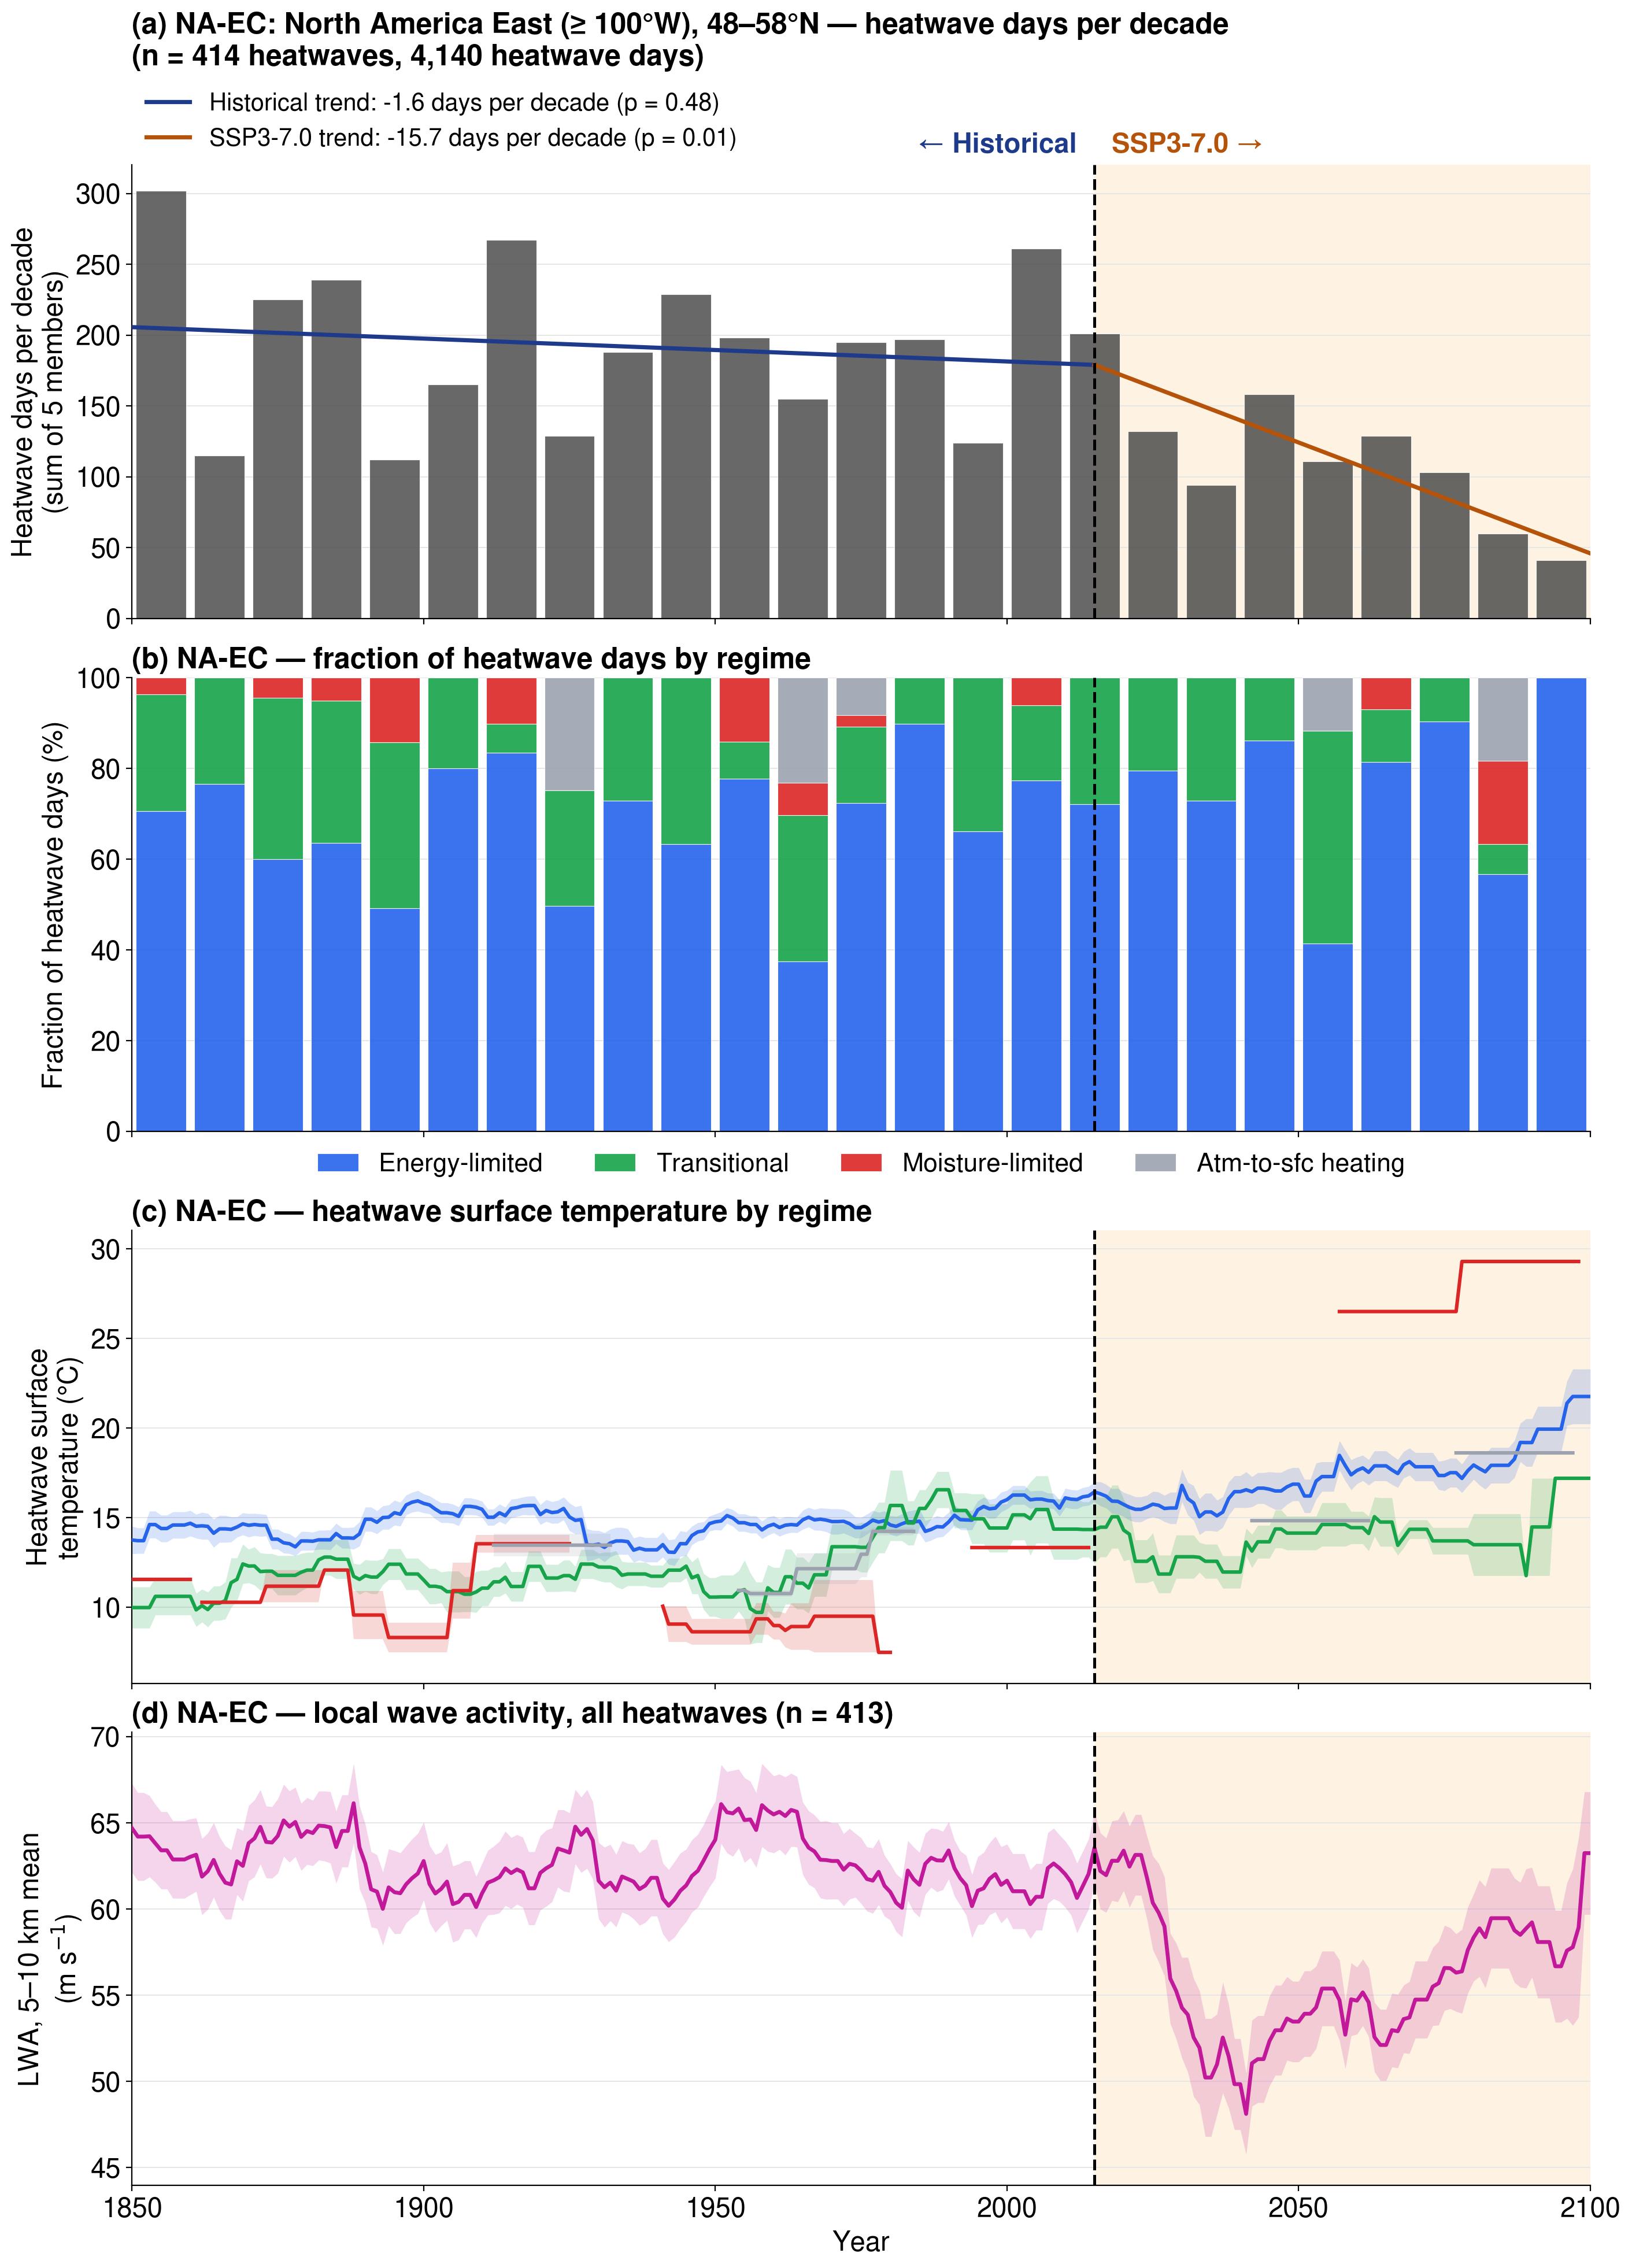 (a) NA-EC: North America East (≥ 100°W), 48–58°N — heatwave days per decade
(n = 414 heatwaves, 4,140 heatwave days)
Historical trend: -1.6 days per decade (p = 0.48)
SSP3-7.0 trend: -15.7 days per decade (p = 0.01)
← Historical
SSP3-7.0 →
Heatwave days per decade
(sum of 5 members)
300
250
200
150
100
50
0
(b) NA-EC — fraction of heatwave days by regime
Fraction of heatwave days (%)
100
80
60
40
20
0
Energy-limited
Transitional
Moisture-limited
Atm-to-sfc heating
(c) NA-EC — heatwave surface temperature by regime
Heatwave surface
temperature (°C)
30
25
20
15
10
(d) NA-EC — local wave activity, all heatwaves (n = 413)
LWA, 5–10 km mean
(m s⁻¹)
70
65
60
55
50
45
1850
1900
1950
2000
2050
2100
Year